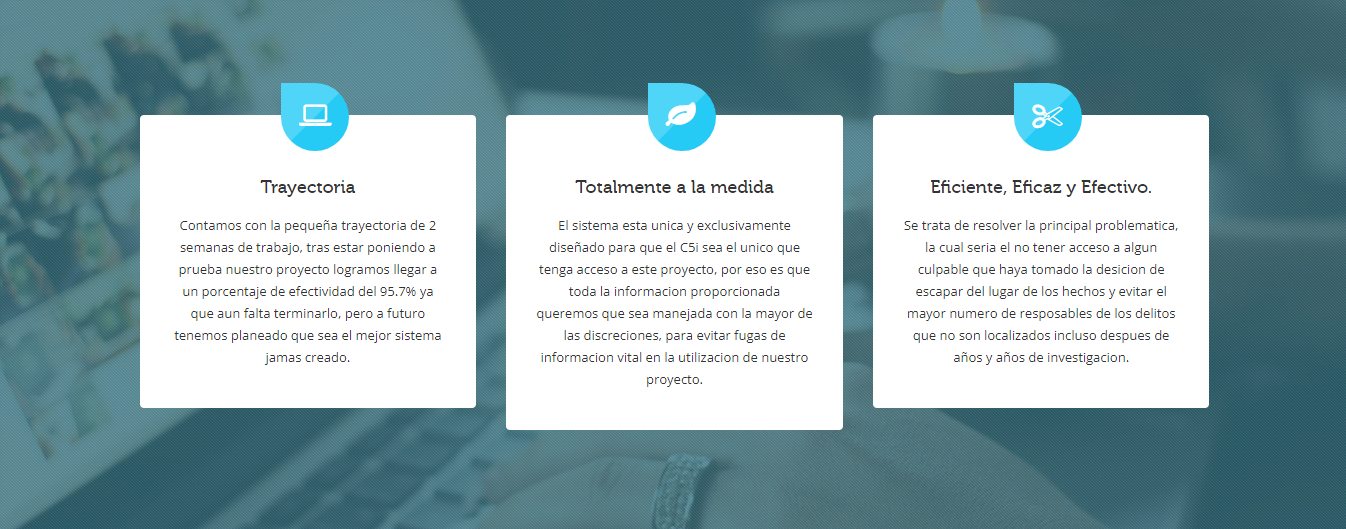 Trayectoria
Contamos con la pequeña trayectoria de 2
semanas de trabajo, tras estar poniendo a
prueba nuestro proyecto logramos llegar a
un porcentaje de efectividad del 95.7% ya
que aun falta terminarlo, pero a futuro
tenemos planeado que sea el mejor sistema
jamas creado.
Totalmente a la medida
El sistema esta unica y exclusivamente
diseñado para que el C5i sea el unico que
tenga acceso a este proyecto, por eso es que
toda la informacion proporcionada
queremos que sea manejada con la mayor de
las discreciones, para evitar fugas de
informacion vital en la utilizacion de nuestro
proyecto.
Eficiente, Eficaz y Efectivo.
Se trata de resolver la principal problematica,
la cual seria el no tener acceso a algun
culpable que haya tomado la desicion de
escapar del lugar de los hechos y evitar el
mayor numero de resposables de los delitos
que no son localizados incluso despues de
años y años de investigacion.